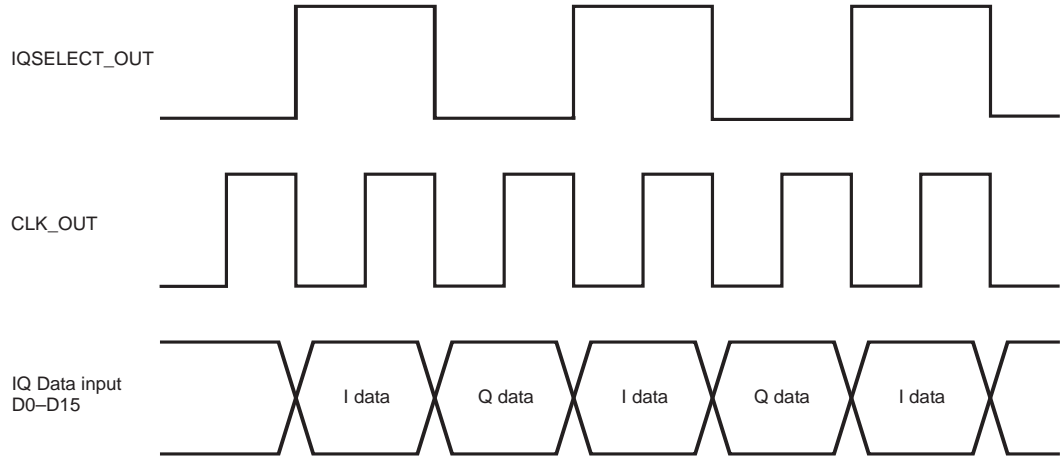 IQSELECT_OUT
CLK_OUT
IQ Data input
D0–D15
I data
Q data
I data
Q data
I data